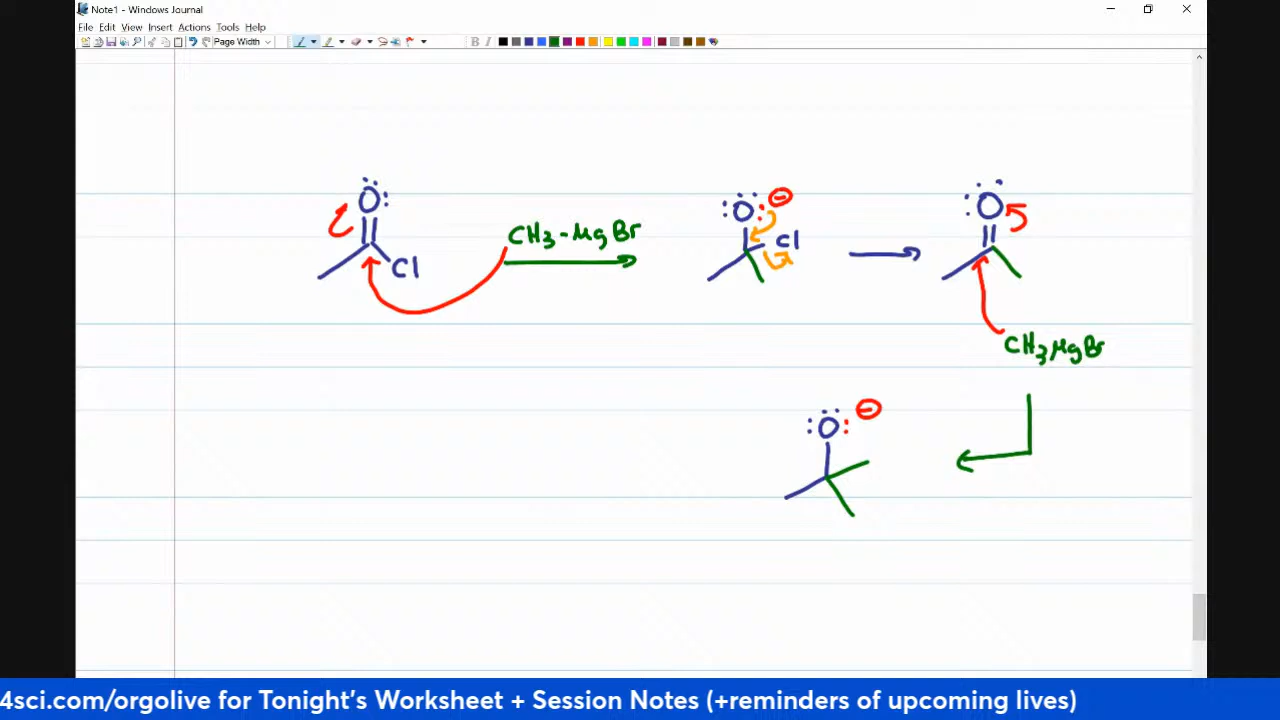 Note1 - Windows Journal
File Edit View Insert Actions Tools Help
Page Width B I
O O ⊖ O
CH3-MgBr Cl
Cl
CH3MgBr
O ⊖
4sci.com/orgolive for Tonight's Worksheet + Session Notes (+reminders of upcoming lives)